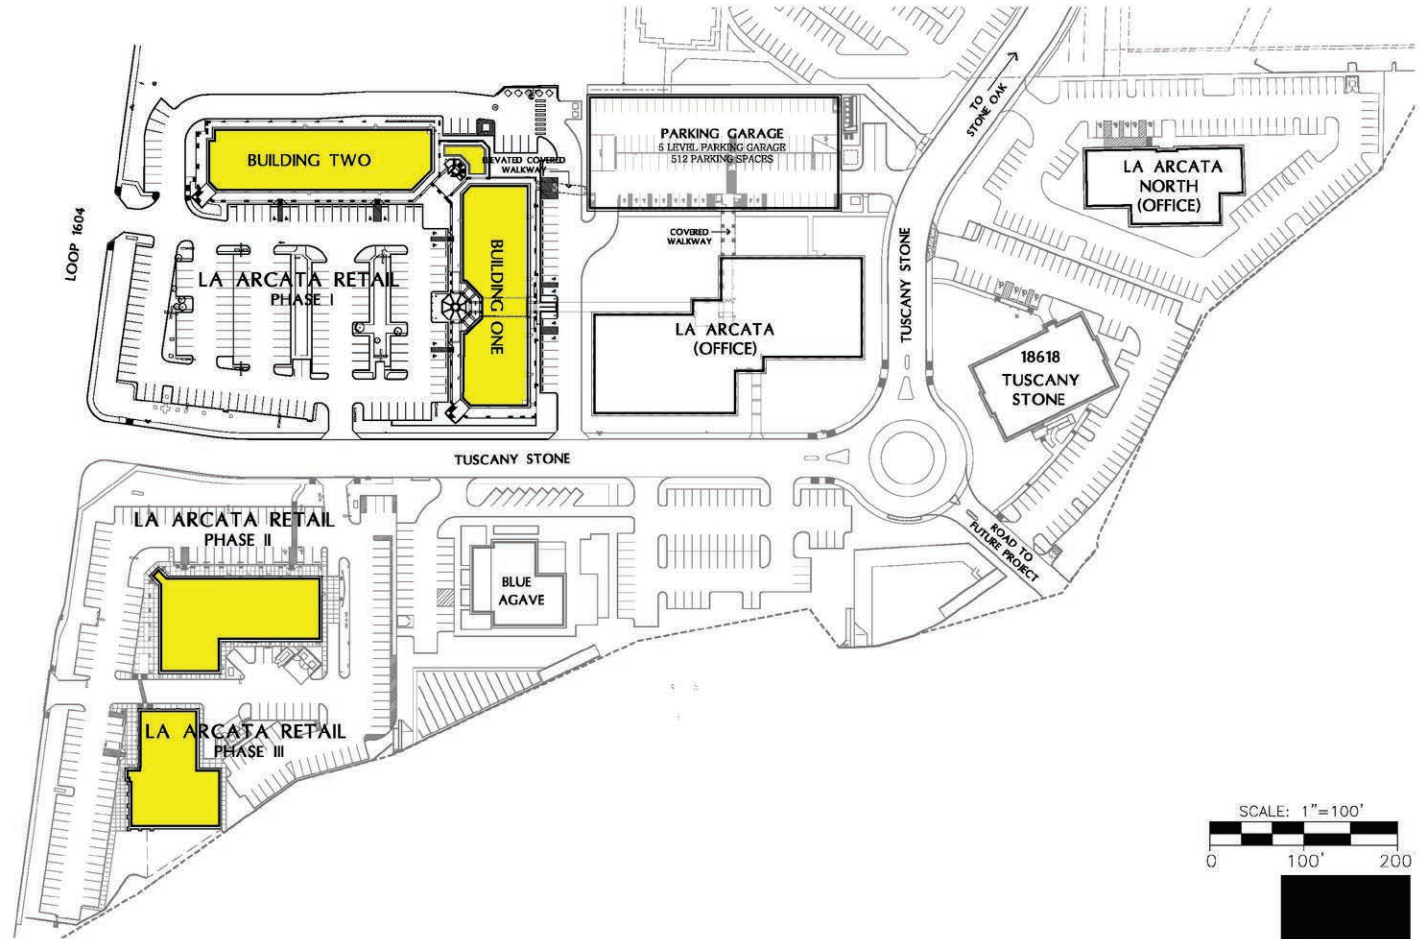 TO
STONE OAK
PARKING GARAGE
5 LEVEL PARKING GARAGE
512 PARKING SPACES
BUILDING TWO
ELEVATED COVERED
WALKWAY
LA ARCATA
NORTH
(OFFICE)
LOOP 1604
COVERED
WALKWAY
LA ARCATA RETAIL
PHASE I
BUILDING ONE
TUSCANY STONE
LA ARCATA
(OFFICE)
18618
TUSCANY
STONE
TUSCANY STONE
LA ARCATA RETAIL
PHASE II
ROAD TO
FUTURE PROJECT
BLUE
AGAVE
LA ARCATA RETAIL
PHASE III
SCALE: 1"=100'
0 100' 200